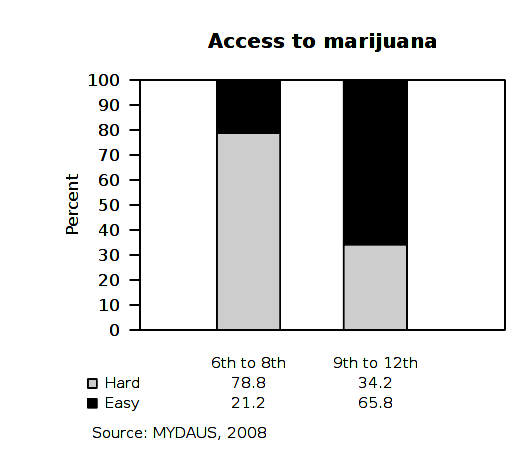 Access to marijuana
Percent
100
90
80
70
60
50
40
30
20
10
0
6th to 8th 9th to 12th
Hard 78.8 34.2
Easy 21.2 65.8
Source: MYDAUS, 2008